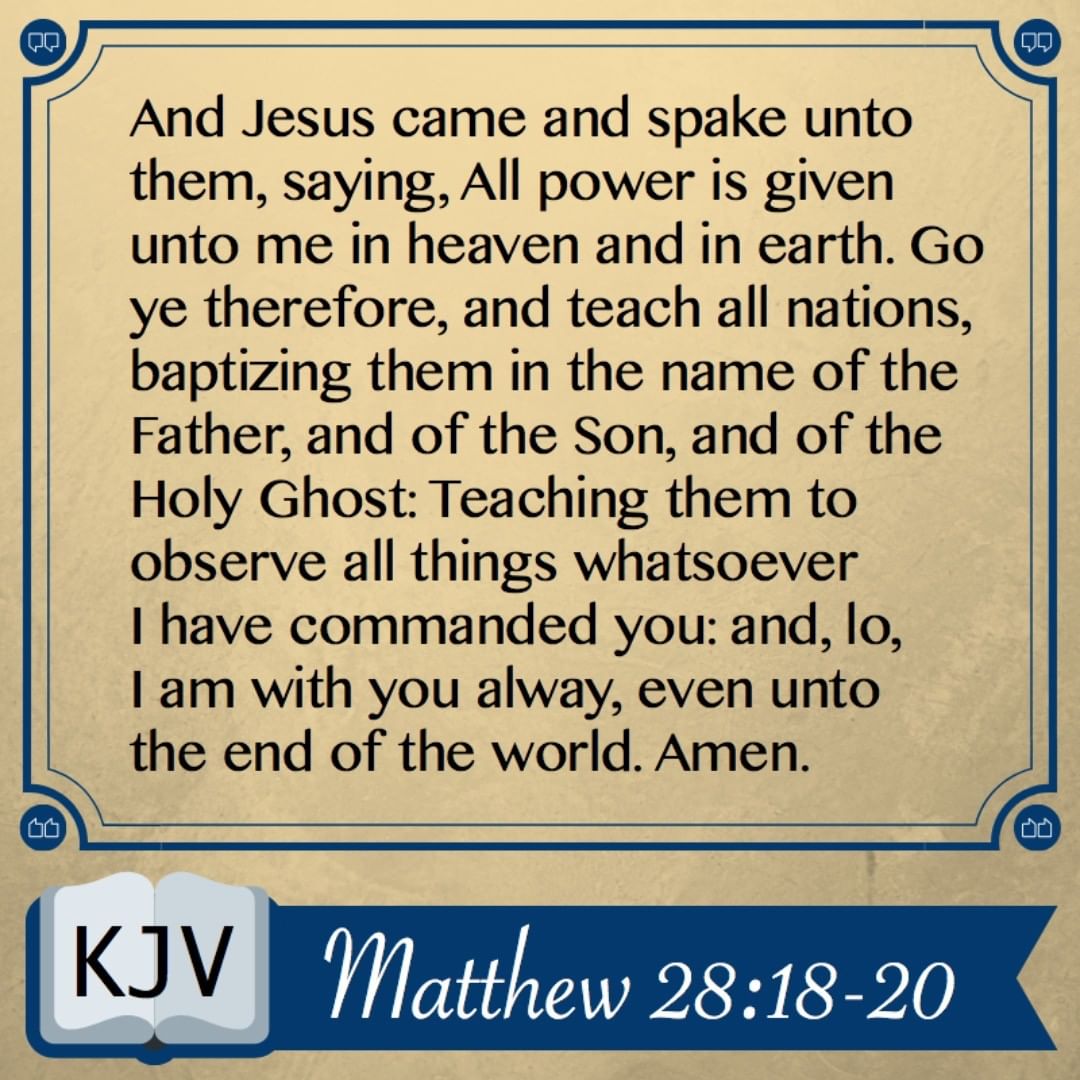 And Jesus came and spake unto
them, saying, All power is given
unto me in heaven and in earth. Go
ye therefore, and teach all nations,
baptizing them in the name of the
Father, and of the Son, and of the
Holy Ghost: Teaching them to
observe all things whatsoever
I have commanded you: and, lo,
I am with you alway, even unto
the end of the world. Amen.
KJV
Matthew 28:18-20